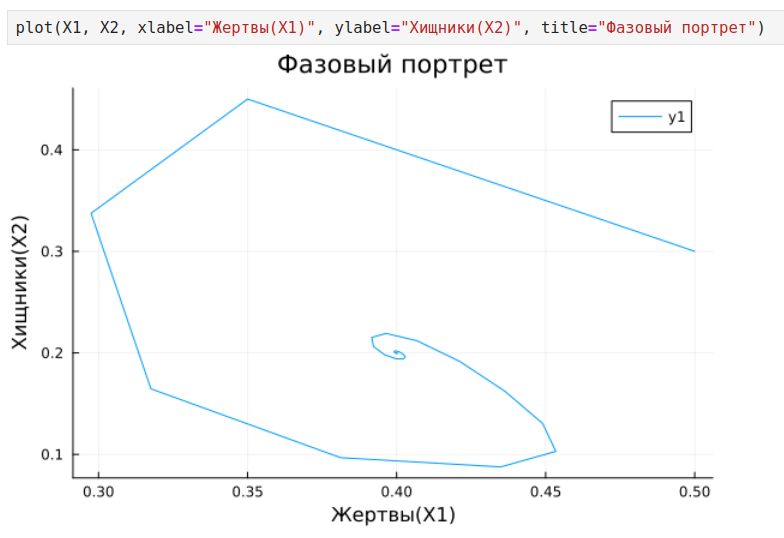 plot(X1, X2, xlabel="Жертвы(X1)", ylabel="Хищники(X2)", title="Фазовый портрет")
Фазовый портрет
y1
Хищники(X2)
0.4
0.3
0.2
0.1
0.30 0.35 0.40 0.45 0.50
Жертвы(X1)